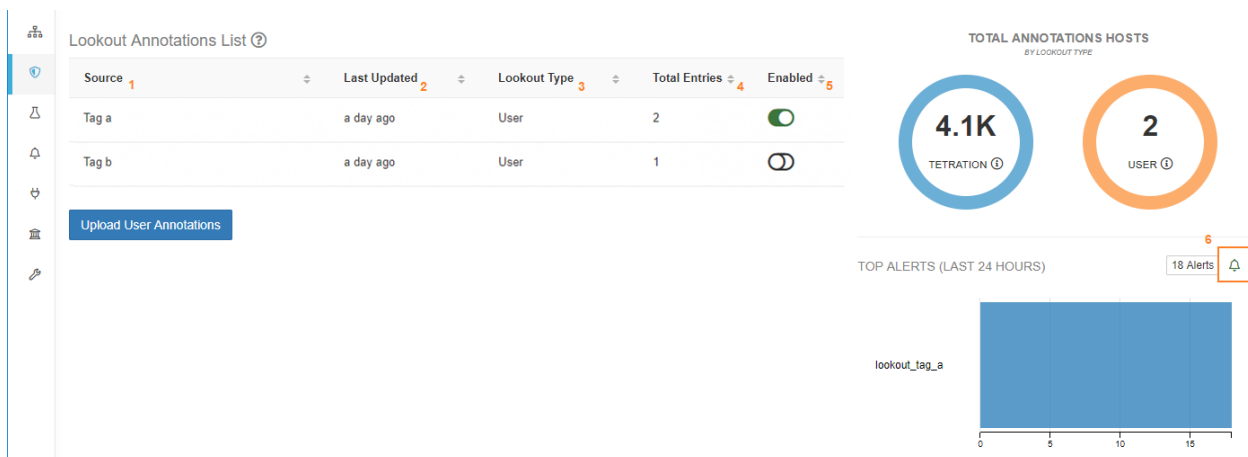 Lookout Annotations List ?
Source 1 Last Updated 2 Lookout Type 3 Total Entries 4 Enabled 5
Tag a a day ago User 2
Tag b a day ago User 1
Upload User Annotations
TOTAL ANNOTATIONS HOSTS
BY LOOKOUT TYPE
4.1K
TETRATION i
2
USER i
6
TOP ALERTS (LAST 24 HOURS) 18 Alerts
lookout_tag_a
0 5 10 15